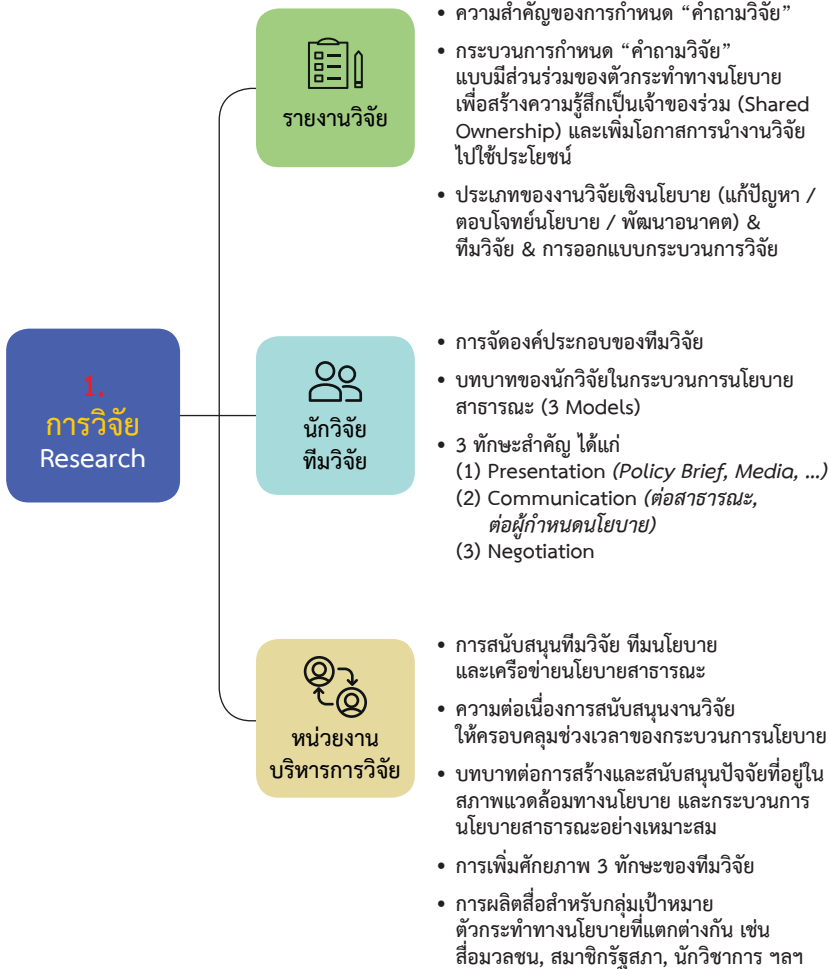 1.
การวิจัย
Research
รายงานวิจัย
• ความสำคัญของการกำหนด “คำถามวิจัย”
• กระบวนการกำหนด “คำถามวิจัย”
แบบมีส่วนร่วมของตัวกระทำทางนโยบาย
เพื่อสร้างความรู้สึกเป็นเจ้าของร่วม (Shared
Ownership) และเพิ่มโอกาสการนำงานวิจัย
ไปใช้ประโยชน์
• ประเภทของงานวิจัยเชิงนโยบาย (แก้ปัญหา /
ตอบโจทย์นโยบาย / พัฒนาอนาคต) &
ทีมวิจัย & การออกแบบกระบวนการวิจัย
นักวิจัย
ทีมวิจัย
• การจัดองค์ประกอบของทีมวิจัย
• บทบาทของนักวิจัยในกระบวนการนโยบาย
สาธารณะ (3 Models)
• 3 ทักษะสำคัญ ได้แก่
(1) Presentation (Policy Brief, Media, ...)
(2) Communication (ต่อสาธารณะ,
ต่อผู้กำหนดนโยบาย)
(3) Negotiation
หน่วยงาน
บริหารการวิจัย
• การสนับสนุนทีมวิจัย ทีมนโยบาย
และเครือข่ายนโยบายสาธารณะ
• ความต่อเนื่องการสนับสนุนงานวิจัย
ให้ครอบคลุมช่วงเวลาของกระบวนการนโยบาย
• บทบาทต่อการสร้างและสนับสนุนปัจจัยที่อยู่ใน
สภาพแวดล้อมทางนโยบาย และกระบวนการ
นโยบายสาธารณะอย่างเหมาะสม
• การเพิ่มศักยภาพ 3 ทักษะของทีมวิจัย
• การผลิตสื่อสำหรับกลุ่มเป้าหมาย
ตัวกระทำทางนโยบายที่แตกต่างกัน เช่น
สื่อมวลชน, สมาชิกรัฐสภา, นักวิชาการ ฯลฯ